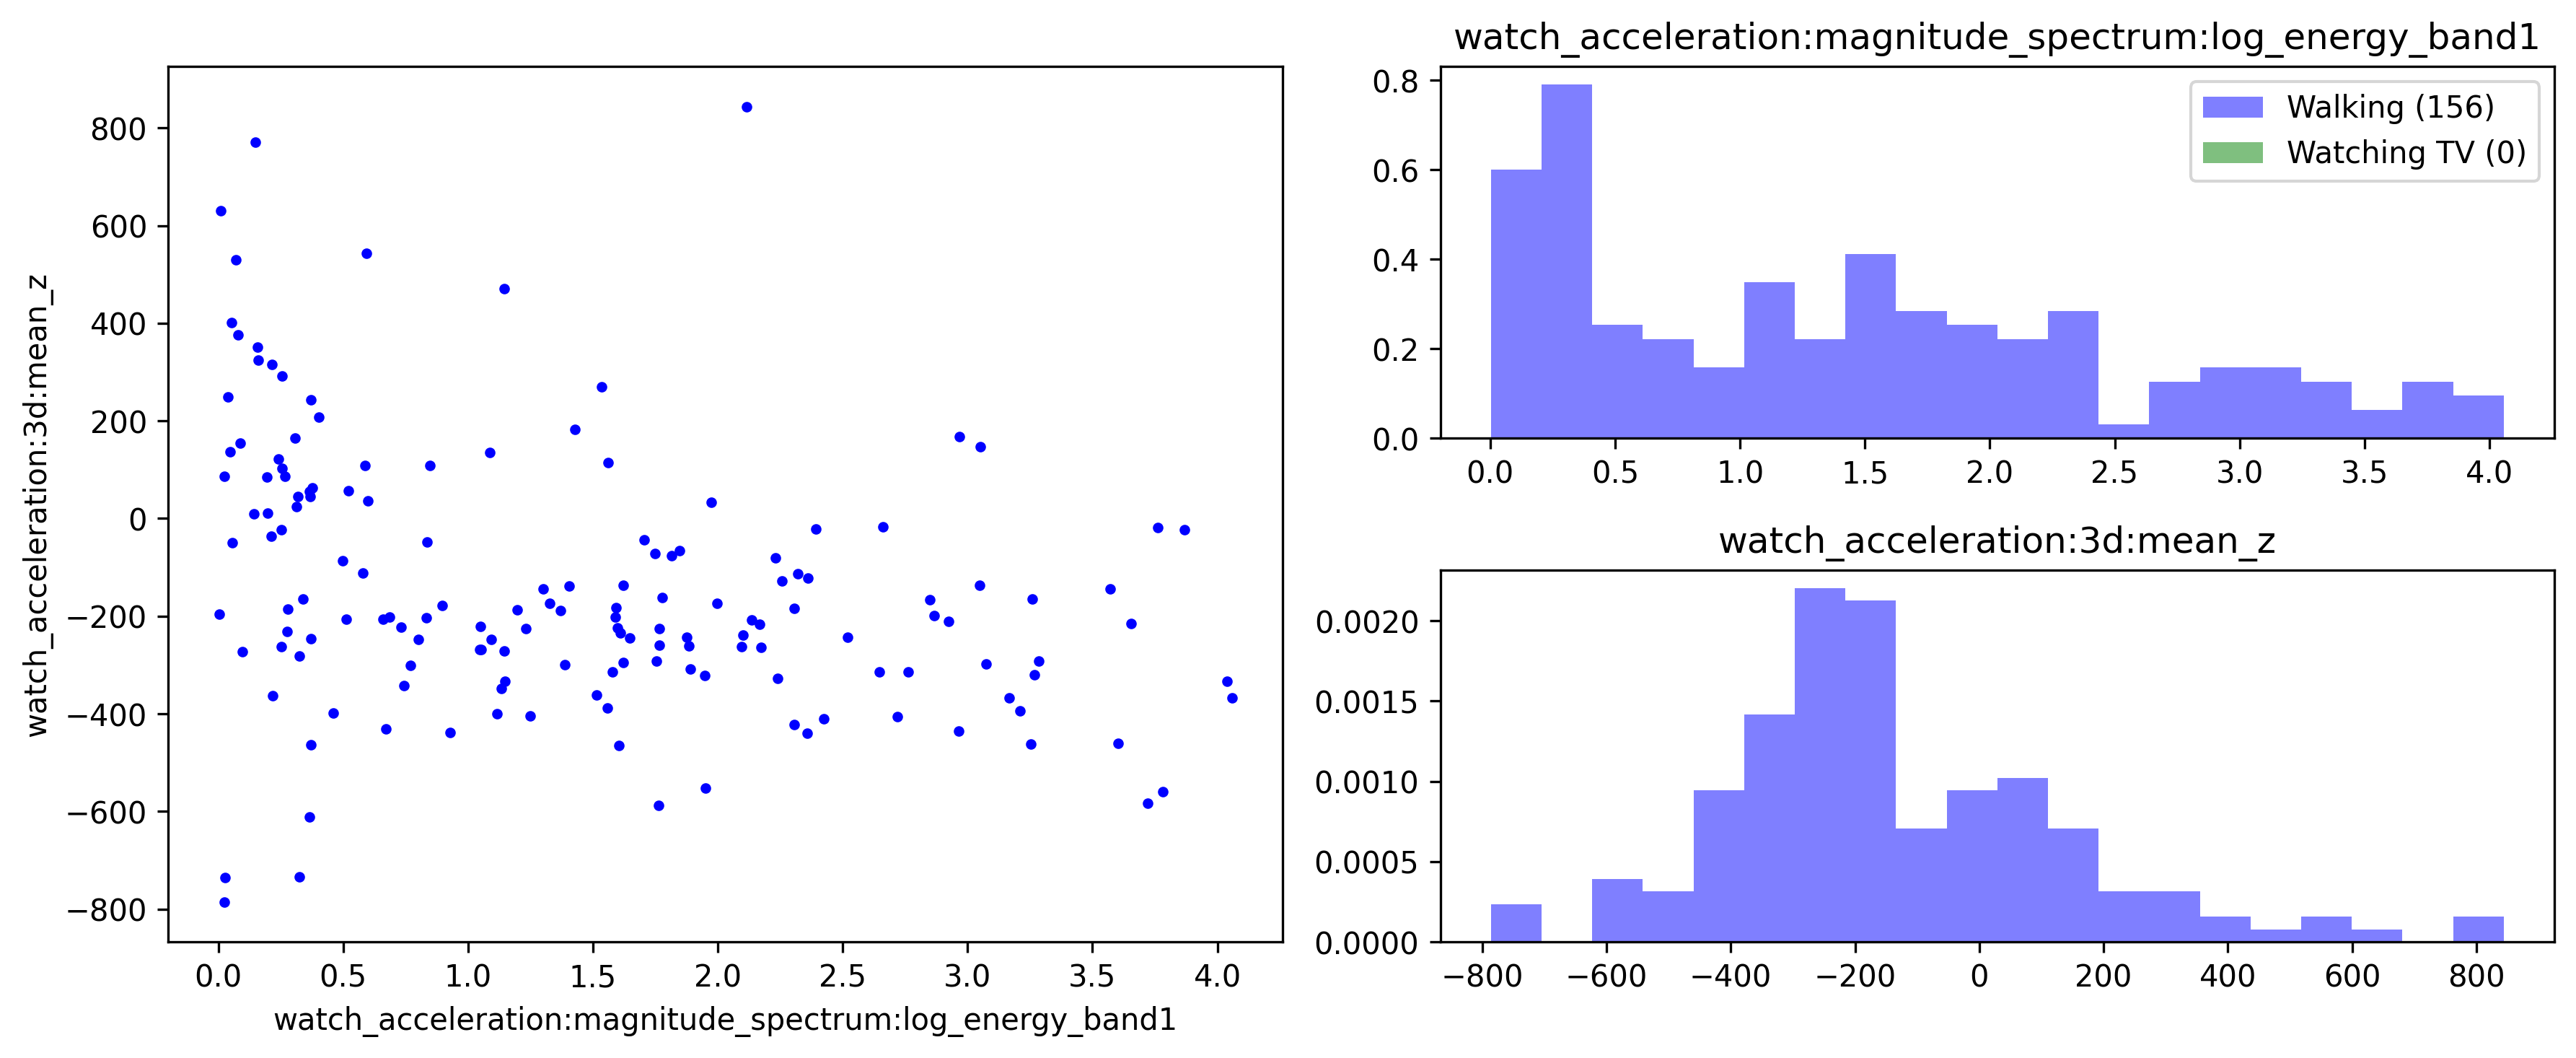 watch_acceleration:3d:mean_z
800
600
400
200
0
−200
−400
−600
−800
0.0 0.5 1.0 1.5 2.0 2.5 3.0 3.5 4.0
watch_acceleration:magnitude_spectrum:log_energy_band1
watch_acceleration:magnitude_spectrum:log_energy_band1
0.8
0.6
0.4
0.2
0.0
Walking (156)
Watching TV (0)
0.0 0.5 1.0 1.5 2.0 2.5 3.0 3.5 4.0
watch_acceleration:3d:mean_z
0.0020
0.0015
0.0010
0.0005
0.0000
−800 −600 −400 −200 0 200 400 600 800